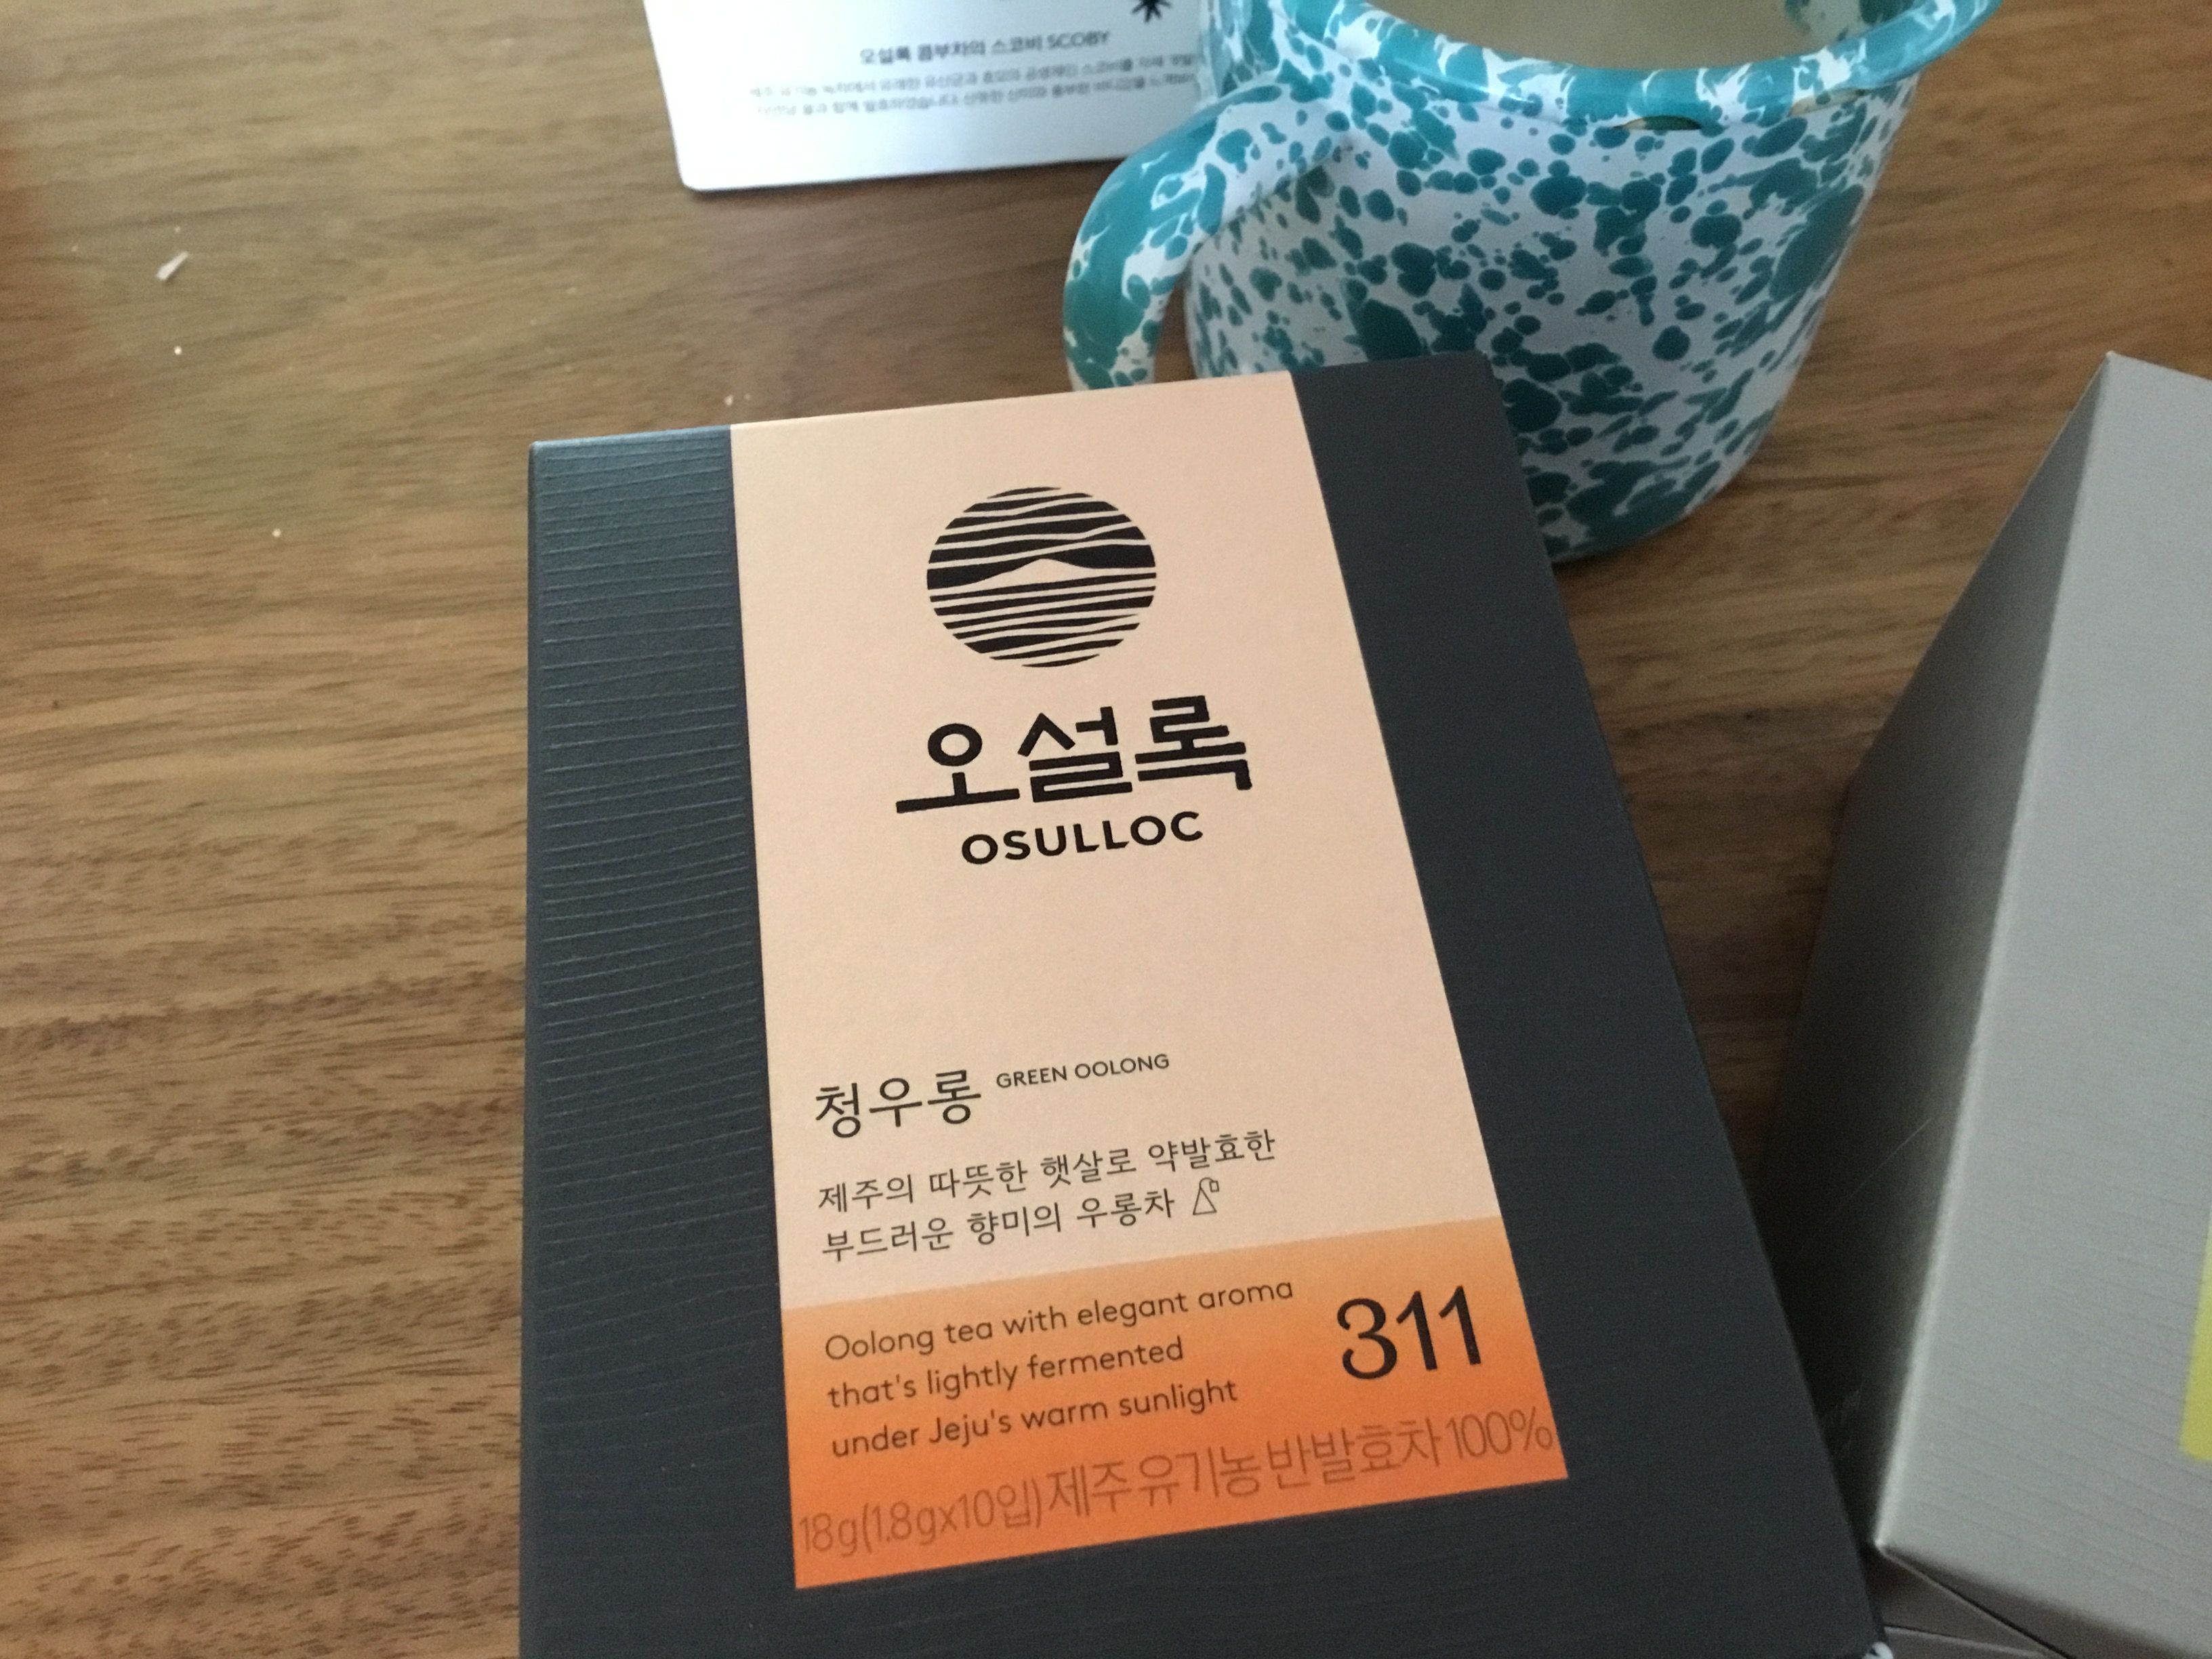 오설록 콤부차의 스코비 SCOBY
오설록
OSULLOC
청우롱 GREEN OOLONG
제주의 따뜻한 햇살로 약발효한
부드러운 향미의 우롱차
Oolong tea with elegant aroma
that's lightly fermented
under Jeju's warm sunlight
311
18g(1.8gx10입)제주유기농반발효차100%